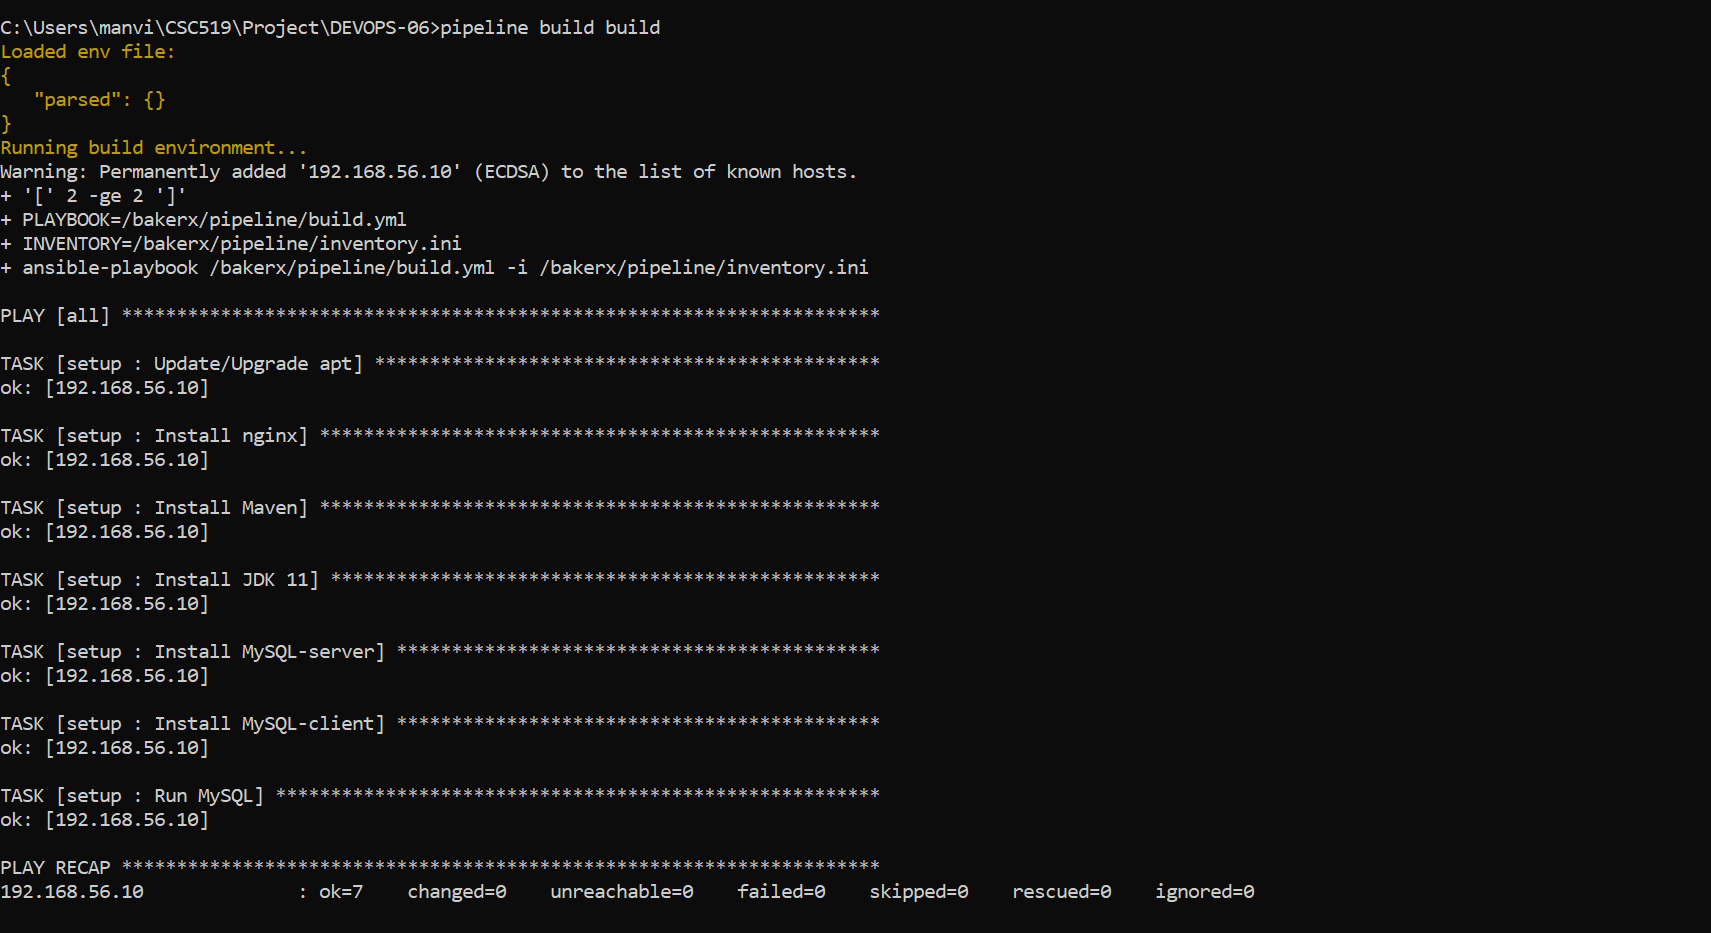 C:\Users\manvi\CSC519\Project\DEVOPS-06>pipeline build build
Loaded env file:
{
   "parsed": {}
}
Running build environment...
Warning: Permanently added '192.168.56.10' (ECDSA) to the list of known hosts.
+ '[' 2 -ge 2 ']'
+ PLAYBOOK=/bakerx/pipeline/build.yml
+ INVENTORY=/bakerx/pipeline/inventory.ini
+ ansible-playbook /bakerx/pipeline/build.yml -i /bakerx/pipeline/inventory.ini
PLAY [all] *********************************************************************
TASK [setup : Update/Upgrade apt] **********************************************
ok: [192.168.56.10]
TASK [setup : Install nginx] ***************************************************
ok: [192.168.56.10]
TASK [setup : Install Maven] ***************************************************
ok: [192.168.56.10]
TASK [setup : Install JDK 11] **************************************************
ok: [192.168.56.10]
TASK [setup : Install MySQL-server] ********************************************
ok: [192.168.56.10]
TASK [setup : Install MySQL-client] ********************************************
ok: [192.168.56.10]
TASK [setup : Run MySQL] *******************************************************
ok: [192.168.56.10]
PLAY RECAP *********************************************************************
192.168.56.10              : ok=7    changed=0    unreachable=0    failed=0    skipped=0    rescued=0    ignored=0